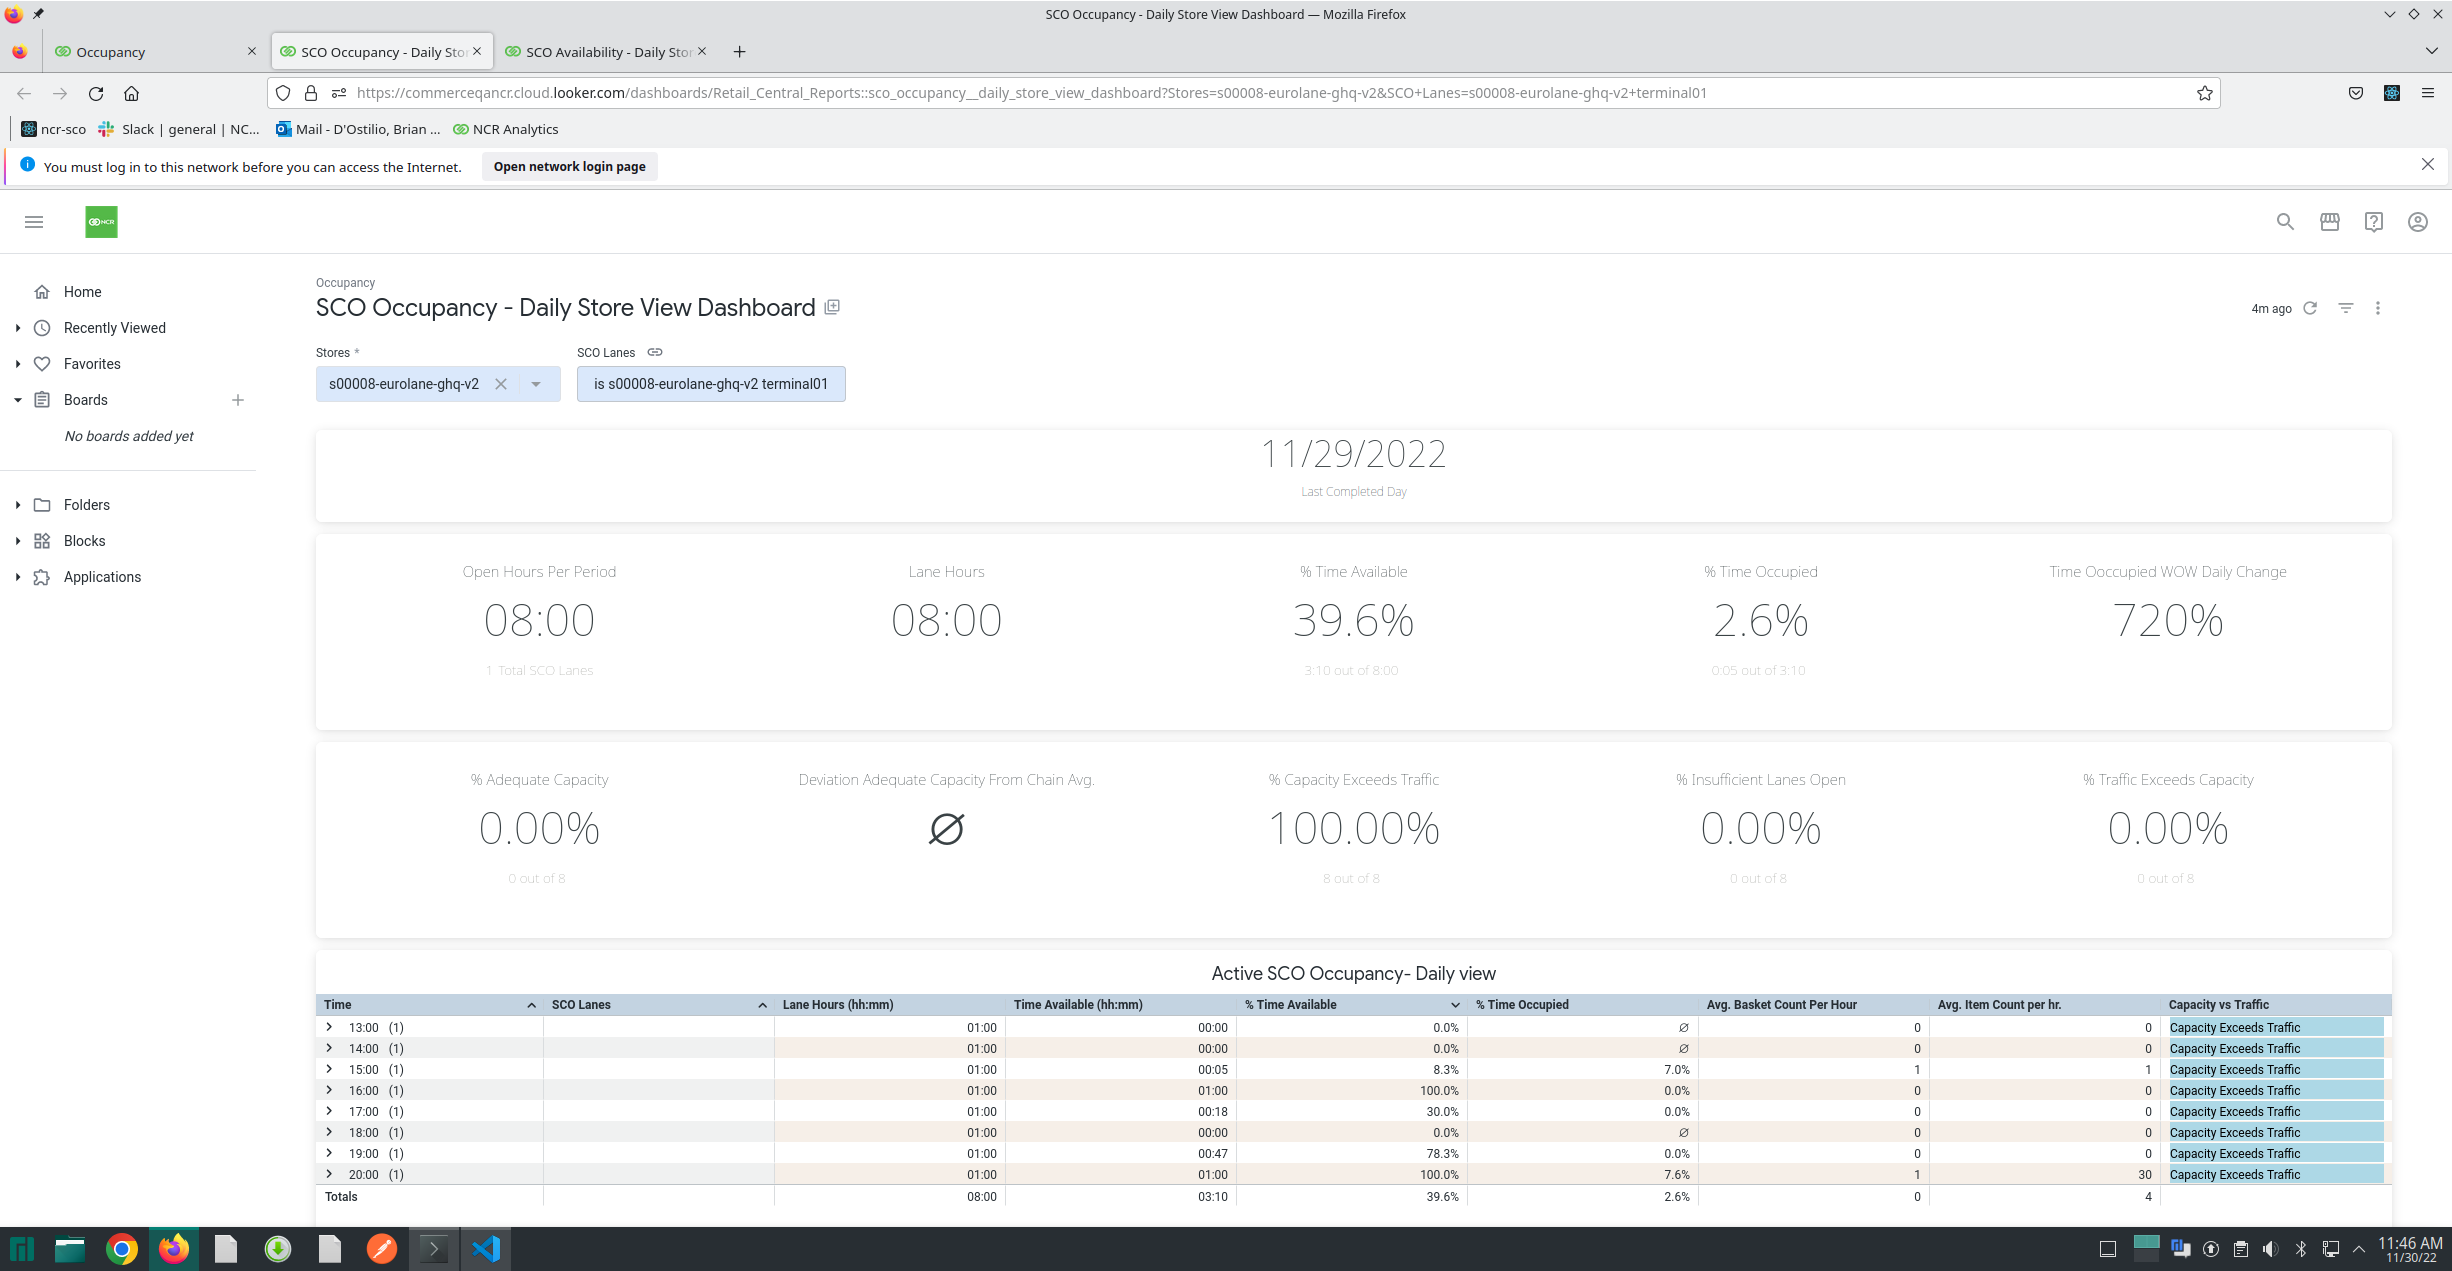 SCO Occupancy - Daily Store View Dashboard — Mozilla Firefox
Occupancy
SCO Occupancy - Daily Stor
SCO Availability - Daily Stor
https://commerceqancr.cloud.looker.com/dashboards/Retail_Central_Reports::sco_occupancy__daily_store_view_dashboard?Stores=s00008-eurolane-ghq-v2&SCO+Lanes=s00008-eurolane-ghq-v2+terminal01
ncr-sco Slack | general | NC... Mail - D'Ostilio, Brian ... NCR Analytics
You must log in to this network before you can access the Internet. Open network login page
NCR
Home
Recently Viewed
Favorites
Boards
No boards added yet
Folders
Blocks
Applications
Occupancy
SCO Occupancy - Daily Store View Dashboard
4m ago
Stores * SCO Lanes
s00008-eurolane-ghq-v2 is s00008-eurolane-ghq-v2 terminal01
11/29/2022
Last Completed Day
Open Hours Per Period Lane Hours % Time Available % Time Occupied Time Ooccupied WOW Daily Change
08:00 08:00 39.6% 2.6% 720%
1 Total SCO Lanes 3:10 out of 8:00 0:05 out of 3:10
% Adequate Capacity Deviation Adequate Capacity From Chain Avg. % Capacity Exceeds Traffic % Insufficient Lanes Open % Traffic Exceeds Capacity
0.00% ∅ 100.00% 0.00% 0.00%
0 out of 8 8 out of 8 0 out of 8 0 out of 8
Active SCO Occupancy- Daily view
Time SCO Lanes Lane Hours (hh:mm) Time Available (hh:mm) % Time Available % Time Occupied Avg. Basket Count Per Hour Avg. Item Count per hr. Capacity vs Traffic
13:00 (1) 01:00 00:00 0.0% ∅ 0 0 Capacity Exceeds Traffic
14:00 (1) 01:00 00:00 0.0% ∅ 0 0 Capacity Exceeds Traffic
15:00 (1) 01:00 00:05 8.3% 7.0% 1 1 Capacity Exceeds Traffic
16:00 (1) 01:00 01:00 100.0% 0.0% 0 0 Capacity Exceeds Traffic
17:00 (1) 01:00 00:18 30.0% 0.0% 0 0 Capacity Exceeds Traffic
18:00 (1) 01:00 00:00 0.0% ∅ 0 0 Capacity Exceeds Traffic
19:00 (1) 01:00 00:47 78.3% 0.0% 0 0 Capacity Exceeds Traffic
20:00 (1) 01:00 01:00 100.0% 7.6% 1 30 Capacity Exceeds Traffic
Totals 08:00 03:10 39.6% 2.6% 0 4
11:46 AM
11/30/22